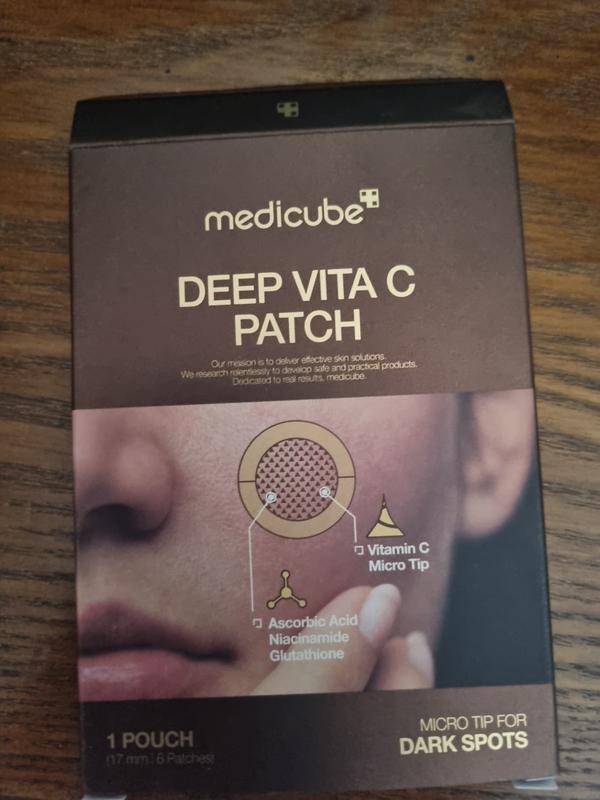 medicube
DEEP VITA C
PATCH
Our mission is to deliver effective skin solutions.
We research relentlessly to develop safe and practical products.
Dedicated to real results, medicube.
Vitamin C
Micro Tip
Ascorbic Acid
Niacinamide
Glutathione
1 POUCH
(17 mm | 6 Patches)
MICRO TIP FOR
DARK SPOTS